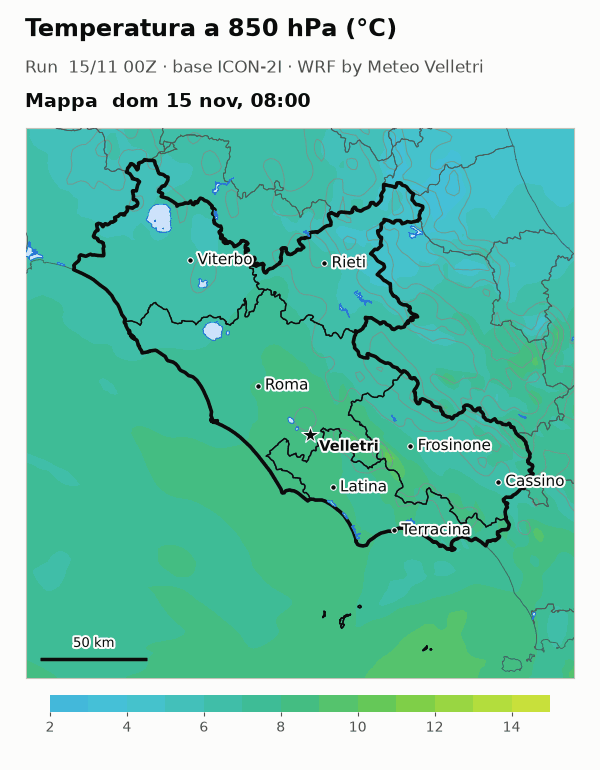 Temperatura a 850 hPa (°C)
Run  15/11 00Z · base ICON-2I · WRF by Meteo Velletri
Mappa  dom 15 nov, 08:00
Viterbo
Rieti
Roma
Velletri
Frosinone
Latina
Cassino
Terracina
50 km
2 4 6 8 10 12 14